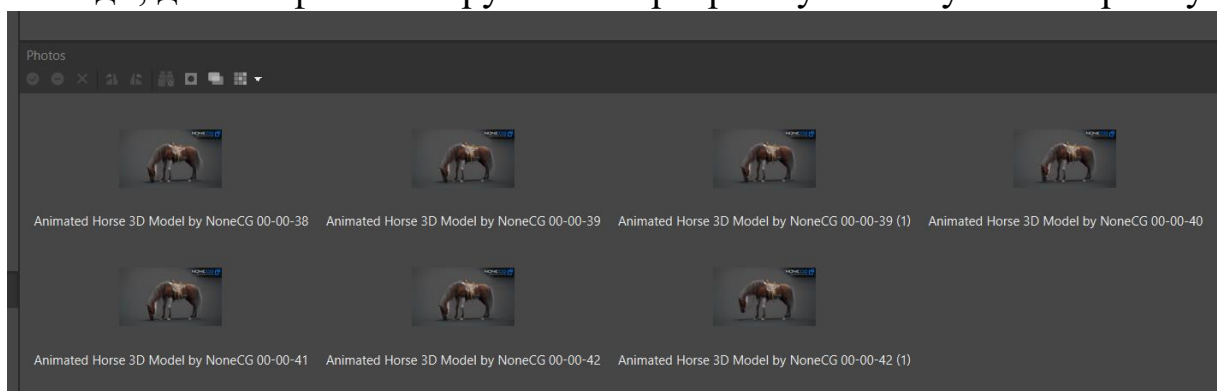 Photos
Animated Horse 3D Model by NoneCG 00-00-38 Animated Horse 3D Model by NoneCG 00-00-39 Animated Horse 3D Model by NoneCG 00-00-39 (1) Animated Horse 3D Model by NoneCG 00-00-40
Animated Horse 3D Model by NoneCG 00-00-41 Animated Horse 3D Model by NoneCG 00-00-42 Animated Horse 3D Model by NoneCG 00-00-42 (1)